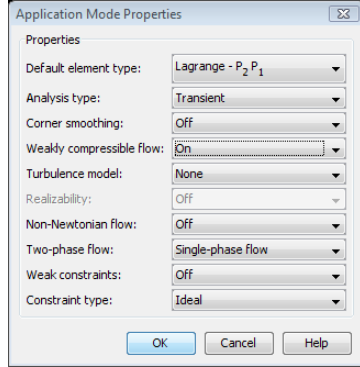 Application Mode Properties
Properties
Default element type: Lagrange - P2 P1
Analysis type: Transient
Corner smoothing: Off
Weakly compressible flow: On
Turbulence model: None
Realizability: Off
Non-Newtonian flow: Off
Two-phase flow: Single-phase flow
Weak constraints: Off
Constraint type: Ideal
OK Cancel Help